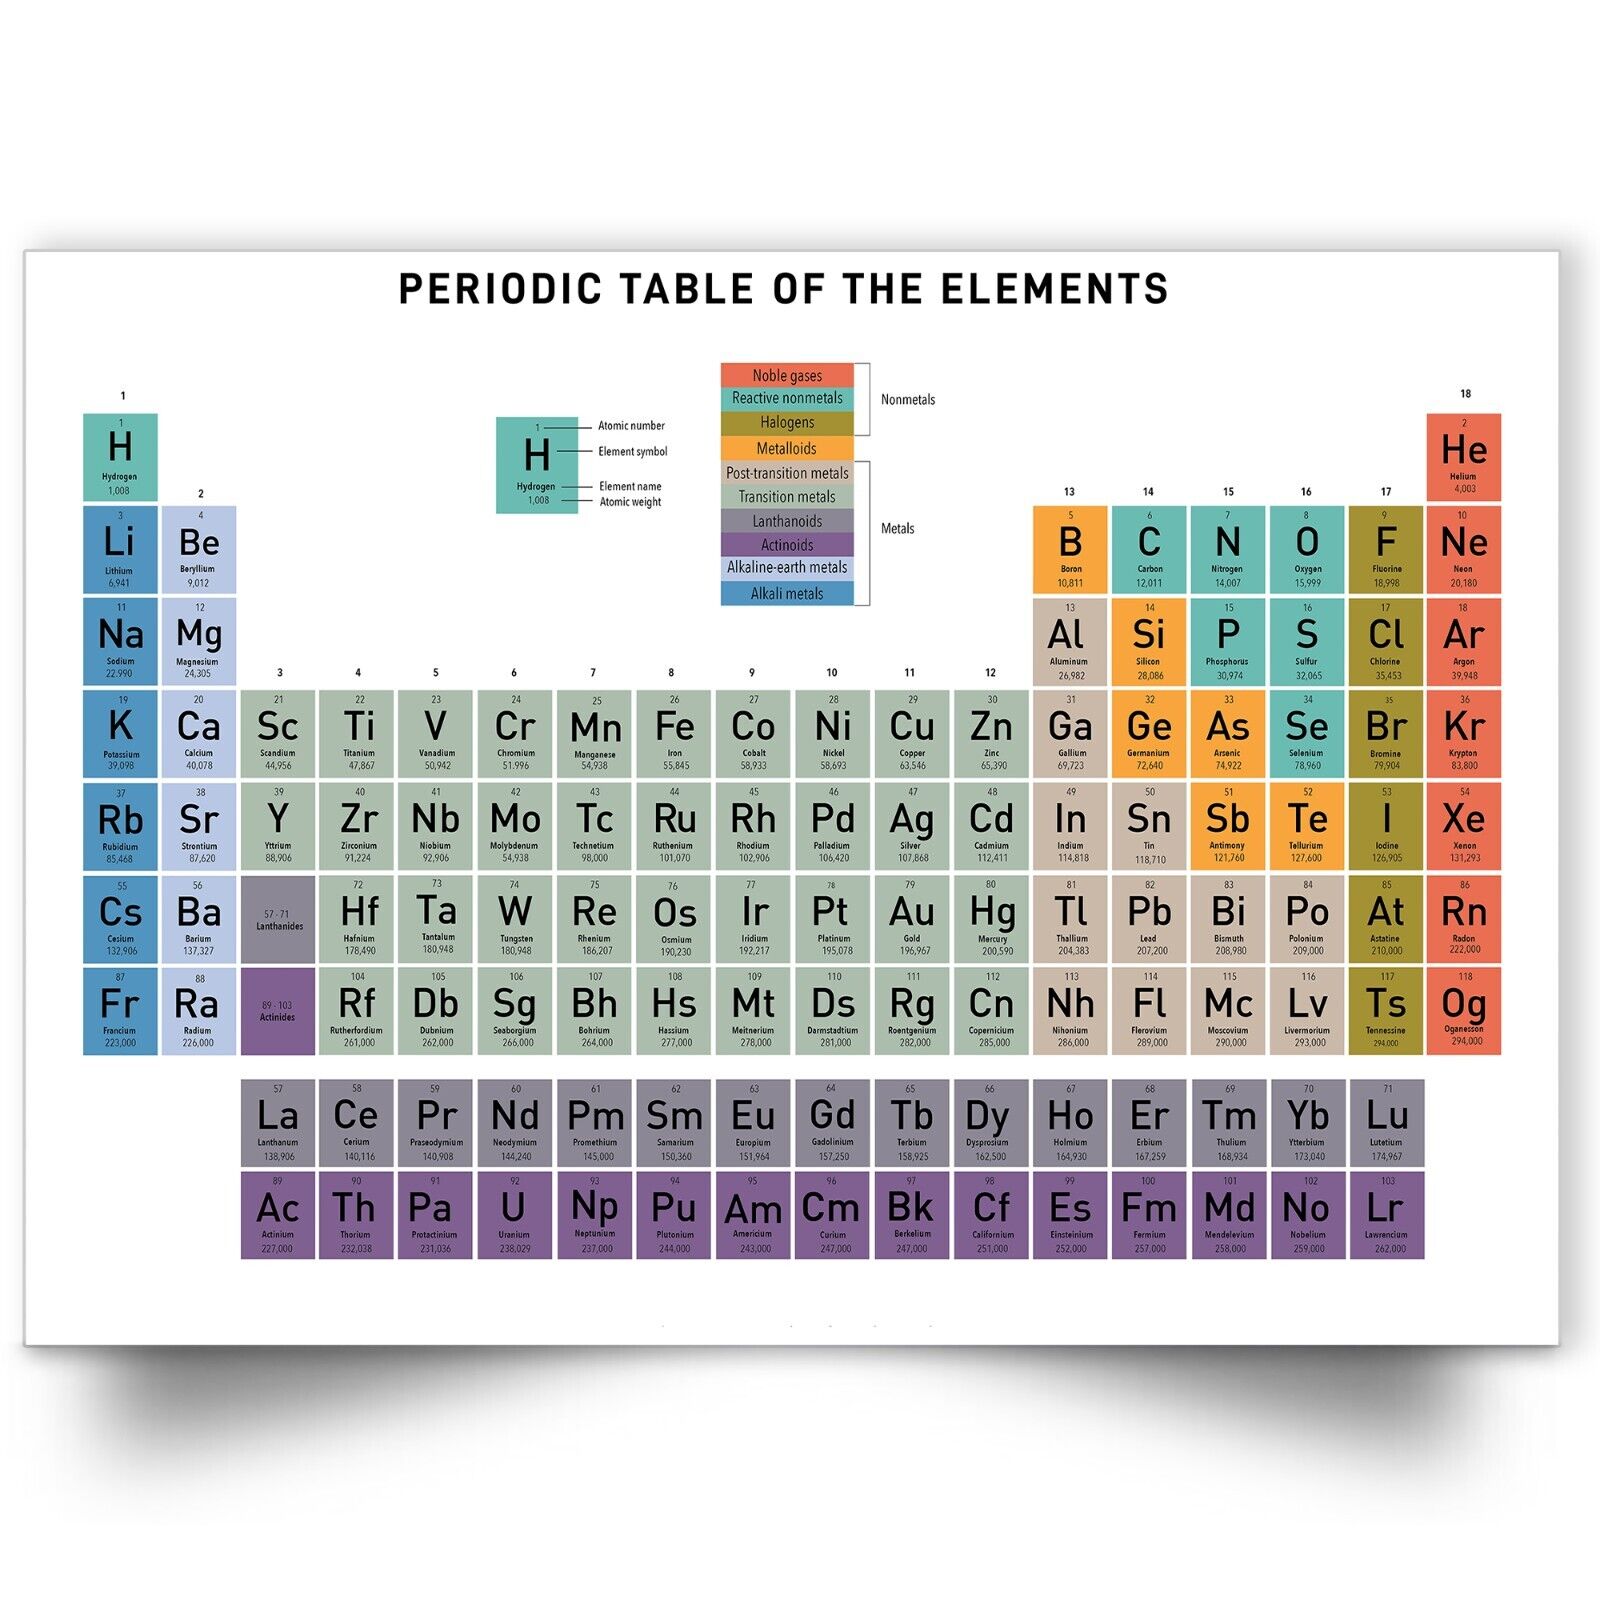 PERIODIC TABLE OF THE ELEMENTS
Noble gases
Reactive nonmetals
Halogens
Metalloids
Post-transition metals
Transition metals
Lanthanoids
Actinoids
Alkaline-earth metals
Alkali metals
Nonmetals
Metals
1
H
Hydrogen
1,008
Atomic number
Element symbol
Element name
Atomic weight
1 18
2 13 14 15 16 17
3 4 5 6 7 8 9 10 11 12
1 2
H He
Hydrogen Helium
1,008 4,003
3 4 5 6 7 8 9 10
Li Be B C N O F Ne
Lithium Beryllium Boron Carbon Nitrogen Oxygen Fluorine Neon
6,941 9,012 10,811 12,011 14,007 15,999 18,998 20,180
11 12 13 14 15 16 17 18
Na Mg Al Si P S Cl Ar
Sodium Magnesium Aluminum Silicon Phosphorus Sulfur Chlorine Argon
22.990 24,305 26,982 28,086 30,974 32,065 35,453 39,948
19 20 21 22 23 24 25 26 27 28 29 30 31 32 33 34 35 36
K Ca Sc Ti V Cr Mn Fe Co Ni Cu Zn Ga Ge As Se Br Kr
Potassium Calcium Scandium Titanium Vanadium Chromium Manganese Iron Cobalt Nickel Copper Zinc Gallium Germanium Arsenic Selenium Bromine Krypton
39,098 40,078 44,956 47,867 50,942 51.996 54,938 55,845 58,933 58,693 63,546 65,390 69,723 72,640 74,922 78,960 79,904 83,800
37 38 39 40 41 42 43 44 45 46 47 48 49 50 51 52 53 54
Rb Sr Y Zr Nb Mo Tc Ru Rh Pd Ag Cd In Sn Sb Te I Xe
Rubidium Strontium Yttrium Zirconium Niobium Molybdenum Technetium Ruthenium Rhodium Palladium Silver Cadmium Indium Tin Antimony Tellurium Iodine Xenon
85,468 87,620 88,906 91,224 92,906 54,938 98,000 101,070 102,906 106,420 107,868 112,411 114,818 118,710 121,760 127,600 126,905 131,293
55 56 57 - 71 72 73 74 75 76 77 78 79 80 81 82 83 84 85 86
Cs Ba Lanthanides Hf Ta W Re Os Ir Pt Au Hg Tl Pb Bi Po At Rn
Cesium Barium Hafnium Tantalum Tungsten Rhenium Osmium Iridium Platinum Gold Mercury Thallium Lead Bismuth Polonium Astatine Radon
132,906 137,327 178,490 180,948 180,948 186,207 190,230 192,217 195,078 196,967 200,590 204,383 207,200 208,980 209,000 210,000 222,000
87 88 89 - 103 104 105 106 107 108 109 110 111 112 113 114 115 116 117 118
Fr Ra Actinides Rf Db Sg Bh Hs Mt Ds Rg Cn Nh Fl Mc Lv Ts Og
Francium Radium Rutherfordium Dubnium Seaborgium Bohrium Hassium Meitnerium Darmstadtium Roentgenium Copernicium Nihonium Flerovium Moscovium Livermorium Tennessine Oganesson
223,000 226,000 261,000 262,000 266,000 264,000 277,000 278,000 281,000 282,000 285,000 286,000 289,000 290,000 293,000 294,000 294,000
57 58 59 60 61 62 63 64 65 66 67 68 69 70 71
La Ce Pr Nd Pm Sm Eu Gd Tb Dy Ho Er Tm Yb Lu
Lanthanum Cerium Praseodymium Neodymium Promethium Samarium Europium Gadolinium Terbium Dysprosium Holmium Erbium Thulium Ytterbium Lutetium
138,906 140,116 140,908 144,240 145,000 150,360 151,964 157,250 158,925 162,500 164,930 167,259 168,934 173,040 174,967
89 90 91 92 93 94 95 96 97 98 99 100 101 102 103
Ac Th Pa U Np Pu Am Cm Bk Cf Es Fm Md No Lr
Actinium Thorium Protactinium Uranium Neptunium Plutonium Americium Curium Berkelium Californium Einsteinium Fermium Mendelevium Nobelium Lawrencium
227,000 232,038 231,036 238,029 237,000 244,000 243,000 247,000 247,000 251,000 252,000 257,000 258,000 259,000 262,000